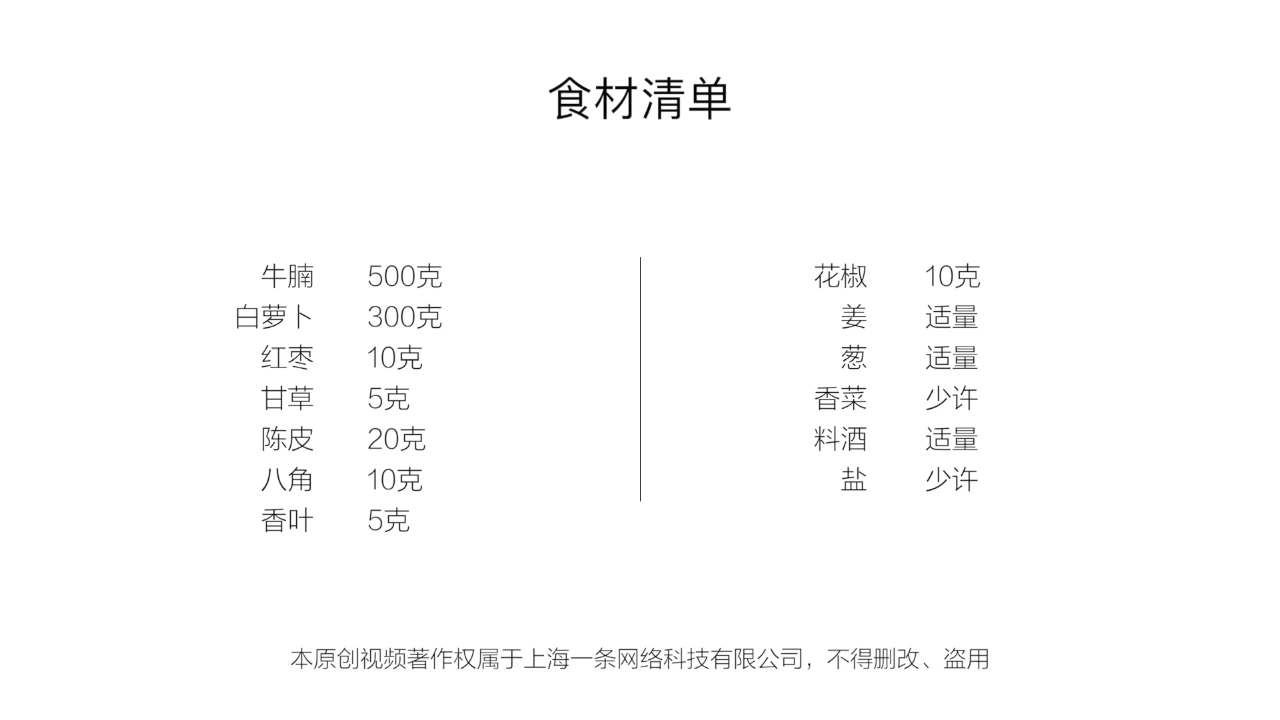 食材清单
牛腩 500克
白萝卜 300克
红枣 10克
甘草 5克
陈皮 20克
八角 10克
香叶 5克
花椒 10克
姜 适量
葱 适量
香菜 少许
料酒 适量
盐 少许
本原创视频著作权属于上海一条网络科技有限公司，不得删改、盗用